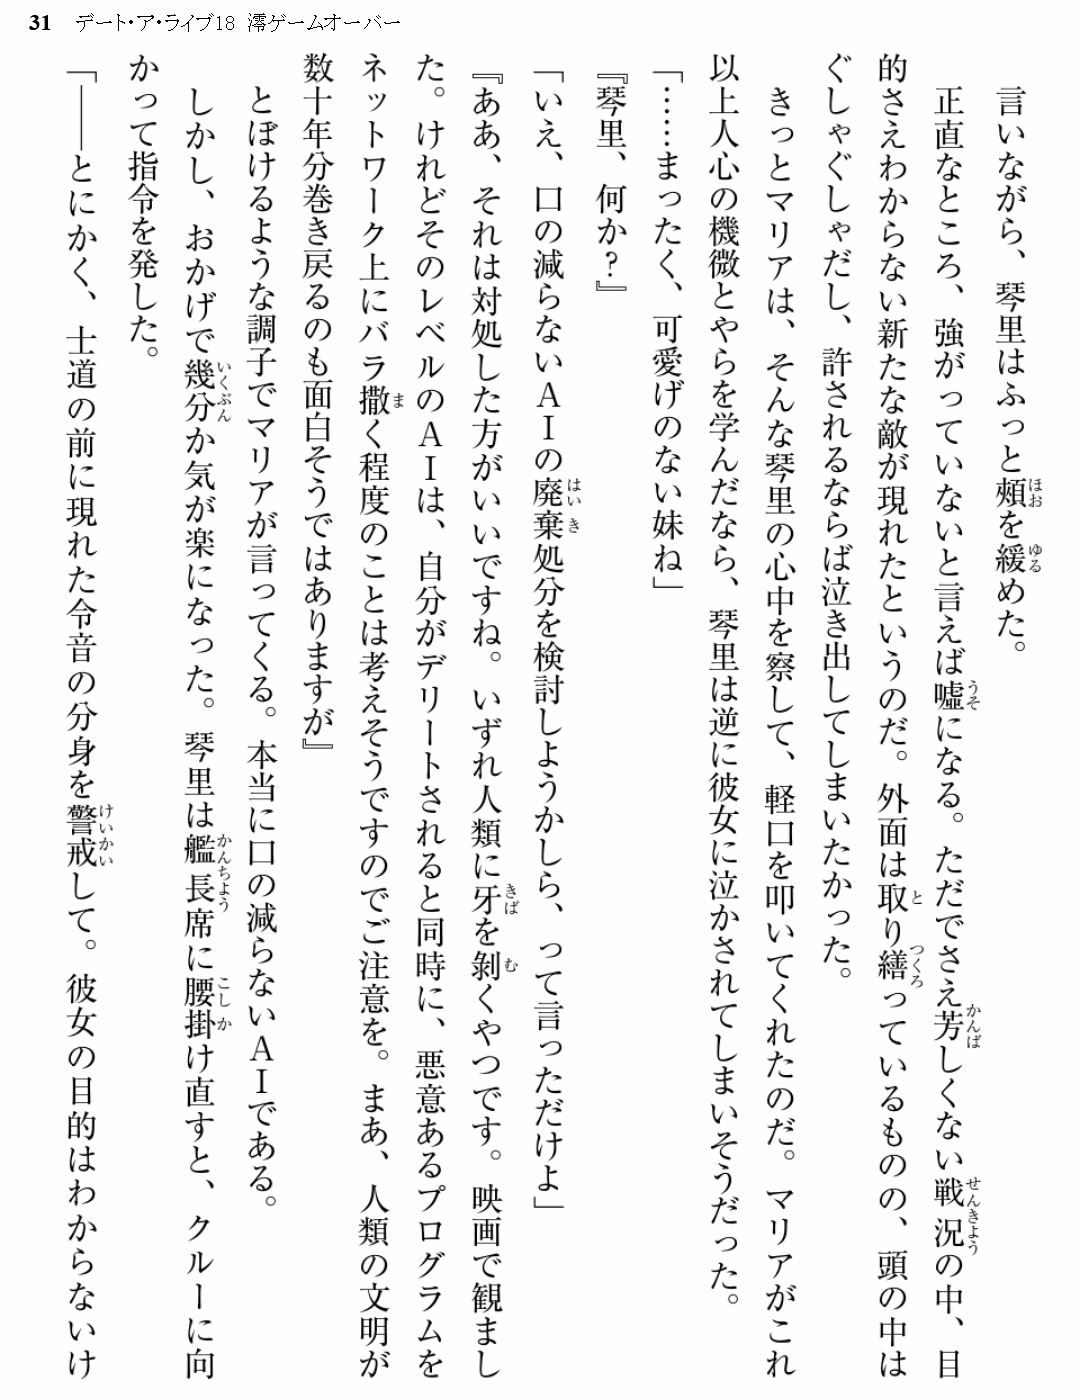 31 デート・ア・ライブ18 澪ゲームオーバー
言いながら、琴里はふっと頰を緩めた。
正直なところ、強がっていないと言えば噓になる。ただでさえ芳しくない戦況の中、目
的さえわからない新たな敵が現れたというのだ。外面は取り繕っているものの、頭の中は
ぐしゃぐしゃだし、許されるならば泣き出してしまいたかった。
きっとマリアは、そんな琴里の心中を察して、軽口を叩いてくれたのだ。マリアがこれ
以上人心の機微とやらを学んだなら、琴里は逆に彼女に泣かされてしまいそうだった。
「……まったく、可愛げのない妹ね」
『琴里、何か?』
「いえ、口の減らないAIの廃棄処分を検討しようかしら、って言っただけよ」
『ああ、それは対処した方がいいですね。いずれ人類に牙を剝くやつです。映画で観まし
た。けれどそのレベルのAIは、自分がデリートされると同時に、悪意あるプログラムを
ネットワーク上にバラ撒く程度のことは考えそうですのでご注意を。まあ、人類の文明が
数十年分巻き戻るのも面白そうではありますが』
とぼけるような調子でマリアが言ってくる。本当に口の減らないAIである。
しかし、おかげで幾分か気が楽になった。琴里は艦長席に腰掛け直すと、クルーに向
かって指令を発した。
「――とにかく、士道の前に現れた令音の分身を警戒して。彼女の目的はわからないけ